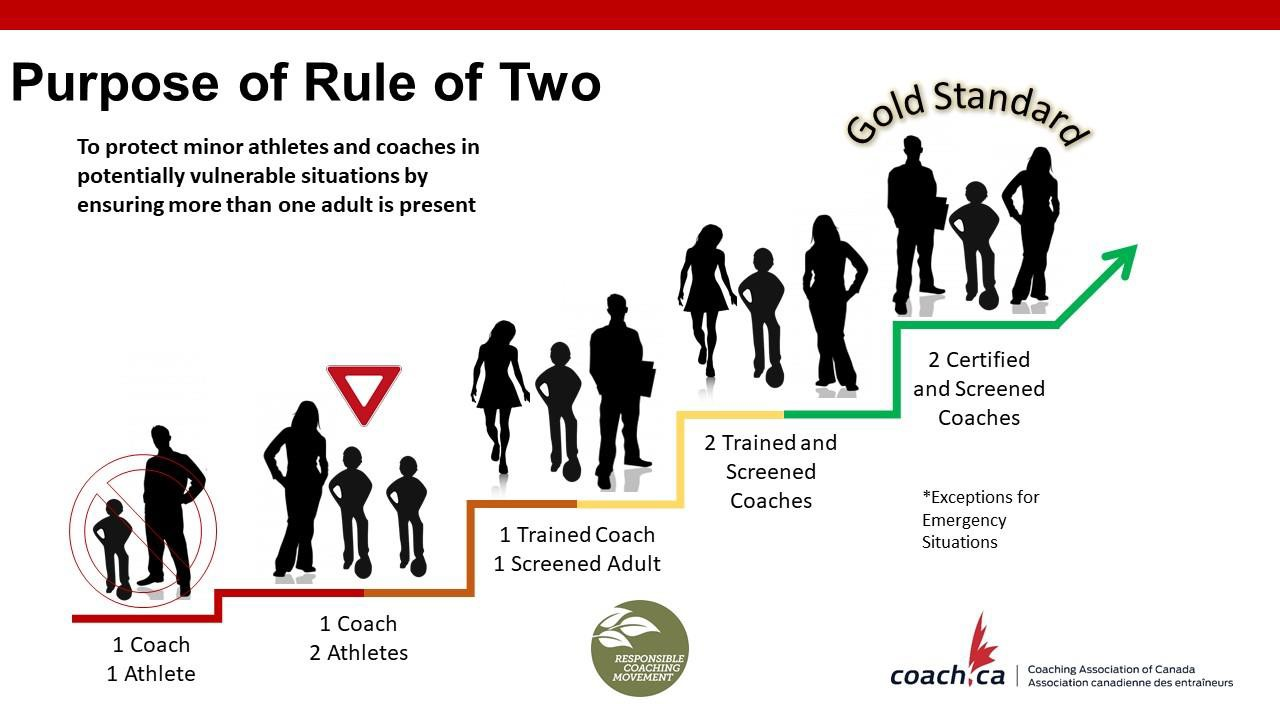 Purpose of Rule of Two
To protect minor athletes and coaches in
potentially vulnerable situations by
ensuring more than one adult is present
Gold Standard
1 Coach
1 Athlete
1 Coach
2 Athletes
1 Trained Coach
1 Screened Adult
2 Trained and
Screened
Coaches
2 Certified
and Screened
Coaches
*Exceptions for
Emergency
Situations
RESPONSIBLE
COACHING
MOVEMENT
coach.ca
Coaching Association of Canada
Association canadienne des entraîneurs